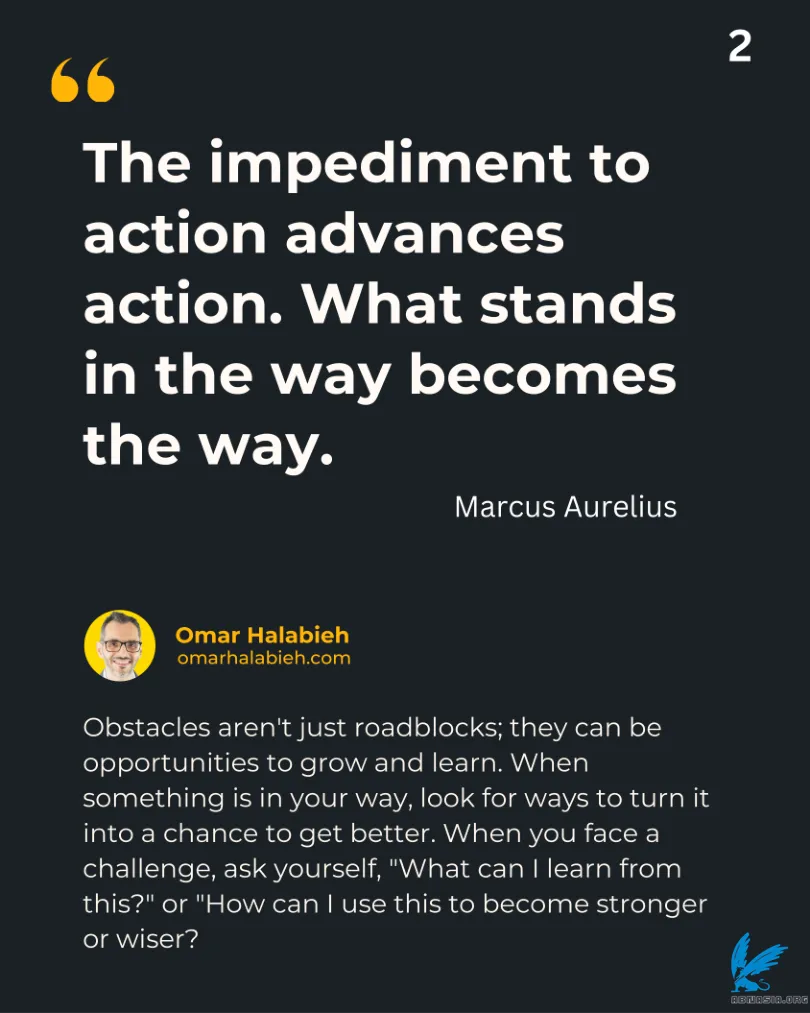 2
“
The impediment to
action advances
action. What stands
in the way becomes
the way.
Marcus Aurelius
Omar Halabieh
omarhalabieh.com
Obstacles aren't just roadblocks; they can be
opportunities to grow and learn. When
something is in your way, look for ways to turn it
into a chance to get better. When you face a
challenge, ask yourself, "What can I learn from
this?" or "How can I use this to become stronger
or wiser?
ABNASIA.ORG